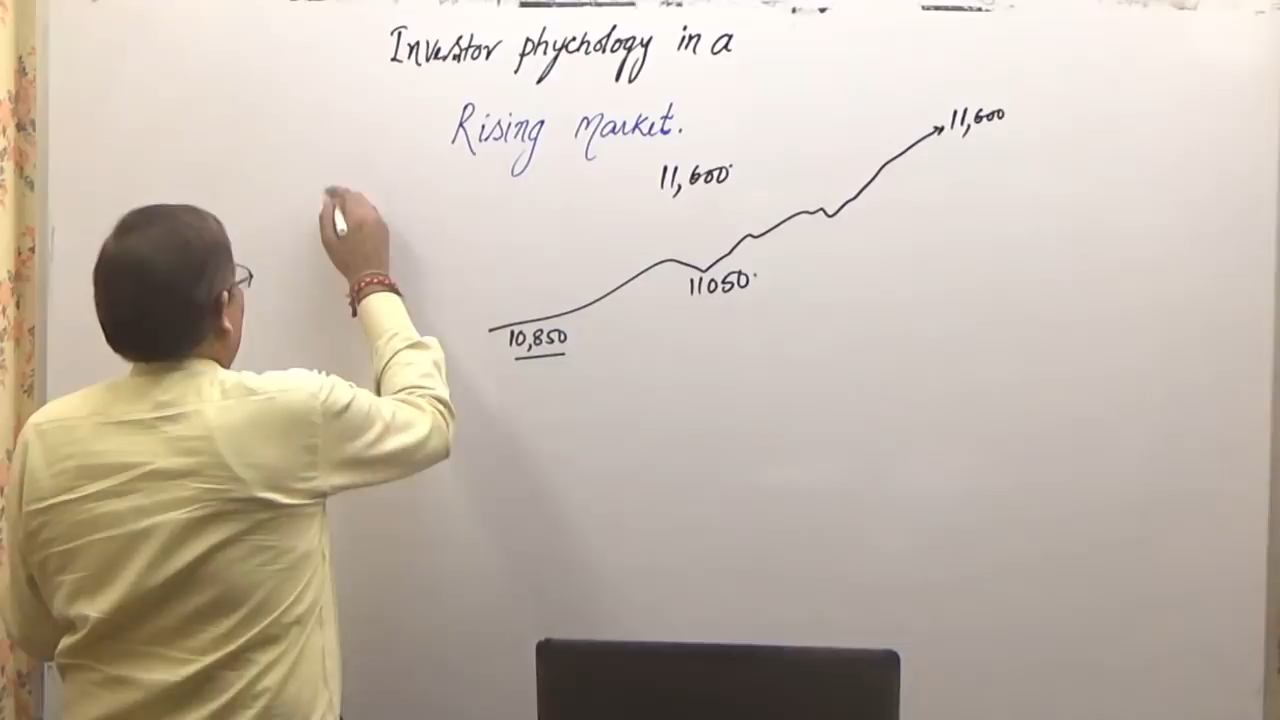 Investor phychology in a
Rising Market.
11,600
11,600
11050
10,850